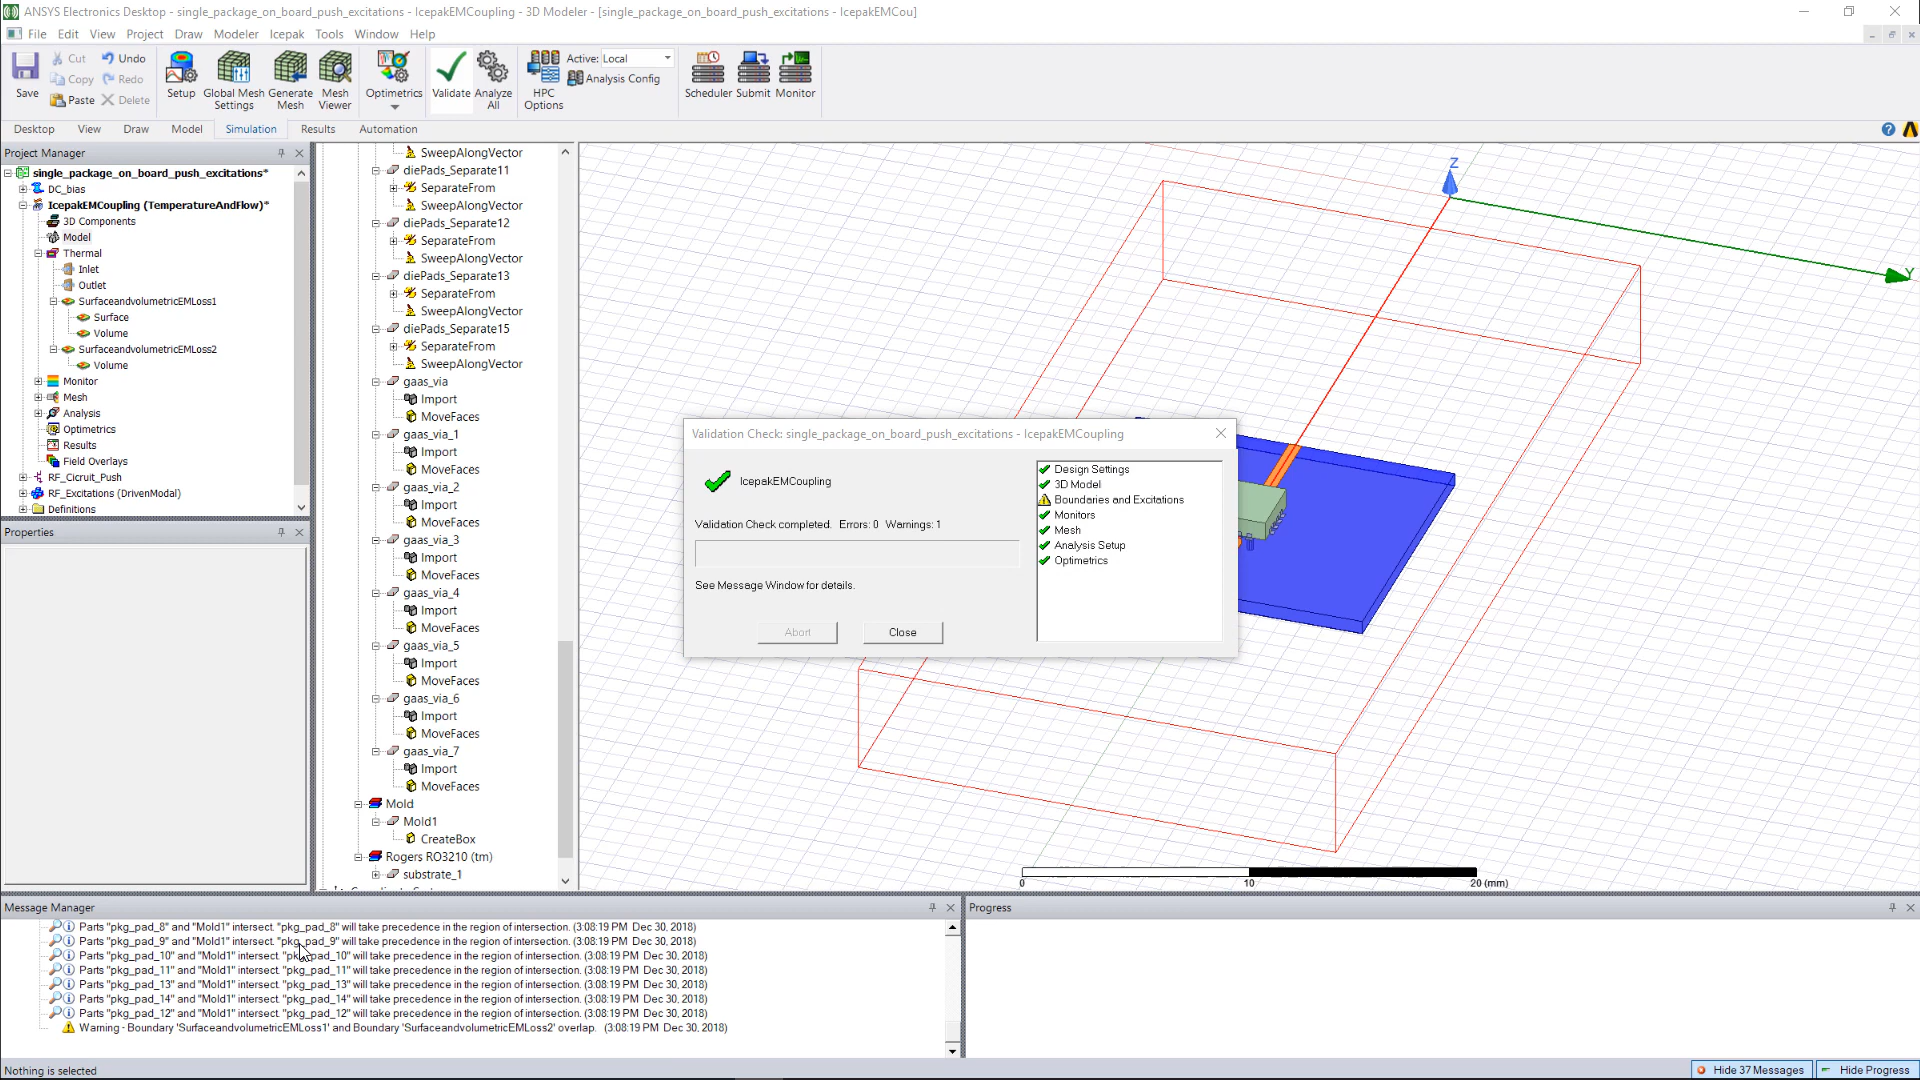 ANSYS Electronics Desktop - single_package_on_board_push_excitations - IcepakEMCoupling - 3D Modeler - [single_package_on_board_push_excitations - IcepakEMCou]
File Edit View Project Draw Modeler Icepak Tools Window Help
Save
Cut
Copy
Paste
Undo
Redo
Delete
Setup
Global Mesh Settings
Generate Mesh
Mesh Viewer
Optimetrics
Validate
Analyze All
HPC Options
Active: Local
Analysis Config
Scheduler Submit Monitor
Desktop View Draw Model Simulation Results Automation
Project Manager
single_package_on_board_push_excitations*
DC_bias
IcepakEMCoupling (TemperatureAndFlow)*
3D Components
Model
Thermal
Inlet
Outlet
SurfaceandvolumetricEMLoss1
Surface
Volume
SurfaceandvolumetricEMLoss2
Volume
Monitor
Mesh
Analysis
Optimetrics
Results
Field Overlays
RF_Cicruit_Push
RF_Excitations (DrivenModal)
Definitions
Properties
SweepAlongVector
diePads_Separate11
SeparateFrom
SweepAlongVector
diePads_Separate12
SeparateFrom
SweepAlongVector
diePads_Separate13
SeparateFrom
SweepAlongVector
diePads_Separate15
SeparateFrom
SweepAlongVector
gaas_via
Import
MoveFaces
gaas_via_1
Import
MoveFaces
gaas_via_2
Import
MoveFaces
gaas_via_3
Import
MoveFaces
gaas_via_4
Import
MoveFaces
gaas_via_5
Import
MoveFaces
gaas_via_6
Import
MoveFaces
gaas_via_7
Import
MoveFaces
Mold
Mold1
CreateBox
Rogers RO3210 (tm)
substrate_1
Z
Y
Validation Check: single_package_on_board_push_excitations - IcepakEMCoupling
IcepakEMCoupling
Validation Check completed. Errors: 0 Warnings: 1
See Message Window for details.
Abort
Close
Design Settings
3D Model
Boundaries and Excitations
Monitors
Mesh
Analysis Setup
Optimetrics
0 10 20 (mm)
Message Manager
Parts "pkg_pad_8" and "Mold1" intersect. "pkg_pad_8" will take precedence in the region of intersection. (3:08:19 PM Dec 30, 2018)
Parts "pkg_pad_9" and "Mold1" intersect. "pkg_pad_9" will take precedence in the region of intersection. (3:08:19 PM Dec 30, 2018)
Parts "pkg_pad_10" and "Mold1" intersect. "pkg_pad_10" will take precedence in the region of intersection. (3:08:19 PM Dec 30, 2018)
Parts "pkg_pad_11" and "Mold1" intersect. "pkg_pad_11" will take precedence in the region of intersection. (3:08:19 PM Dec 30, 2018)
Parts "pkg_pad_13" and "Mold1" intersect. "pkg_pad_13" will take precedence in the region of intersection. (3:08:19 PM Dec 30, 2018)
Parts "pkg_pad_14" and "Mold1" intersect. "pkg_pad_14" will take precedence in the region of intersection. (3:08:19 PM Dec 30, 2018)
Parts "pkg_pad_12" and "Mold1" intersect. "pkg_pad_12" will take precedence in the region of intersection. (3:08:19 PM Dec 30, 2018)
Warning - Boundary 'SurfaceandvolumetricEMLoss1' and Boundary 'SurfaceandvolumetricEMLoss2' overlap. (3:08:19 PM Dec 30, 2018)
Progress
Nothing is selected
Hide 37 Messages
Hide Progress